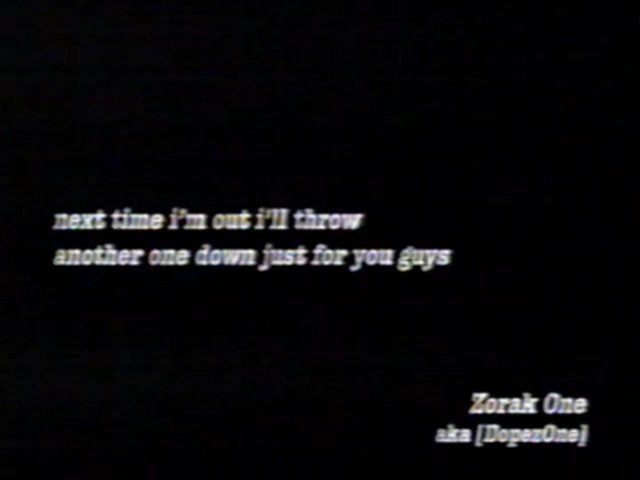 next time i'm out i'll throw
another one down just for you guys
Zorak One
aka [DopezOne]